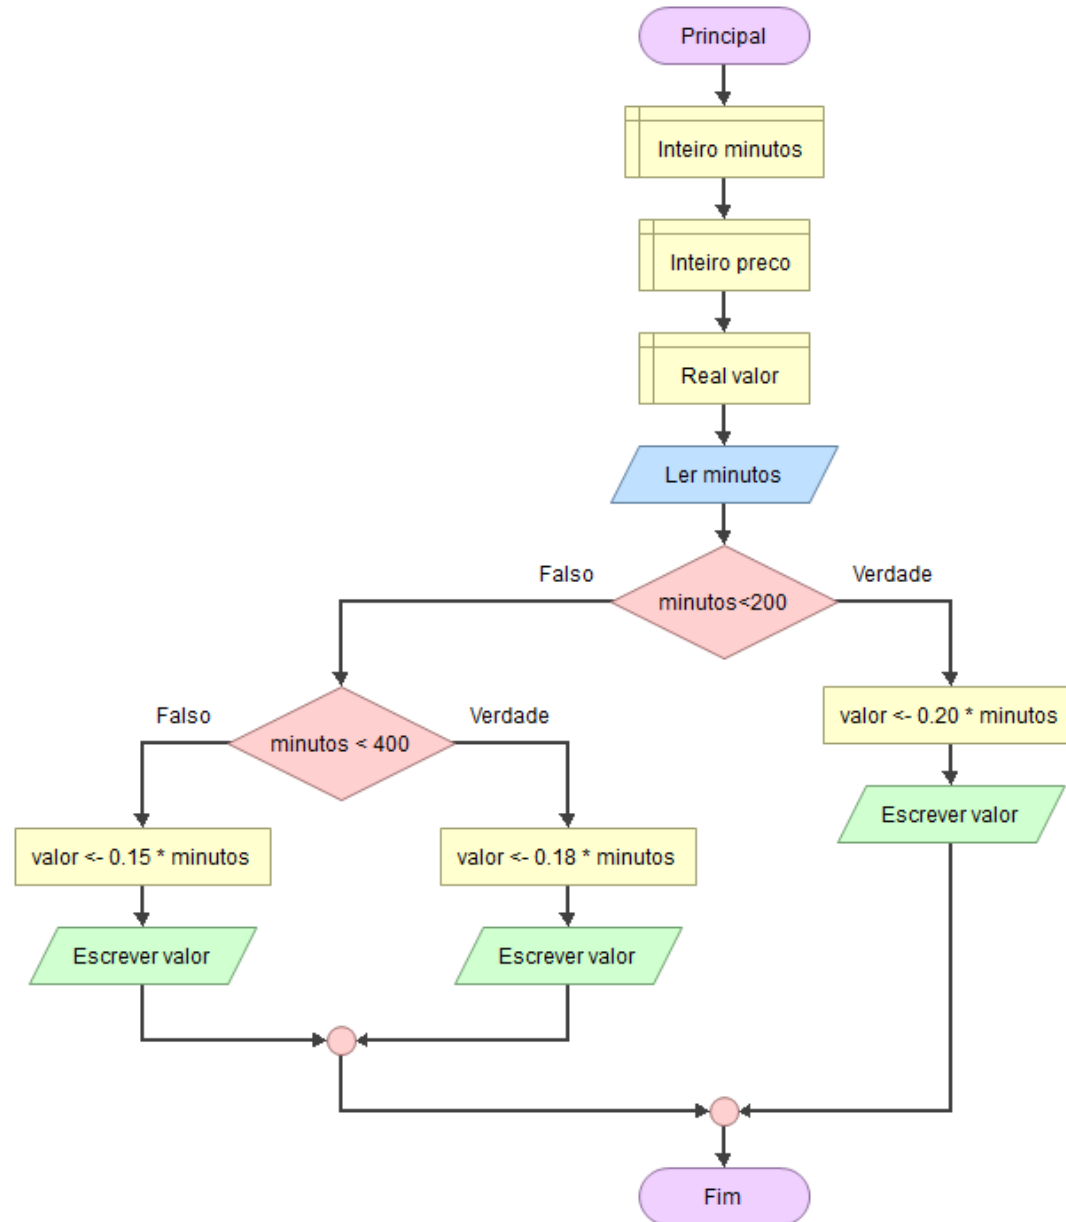 Principal
Inteiro minutos
Inteiro preco
Real valor
Ler minutos
Falso
Verdade
minutos<200
Falso
Verdade
minutos < 400
valor <- 0.20 * minutos
Escrever valor
valor <- 0.15 * minutos
valor <- 0.18 * minutos
Escrever valor
Escrever valor
Fim